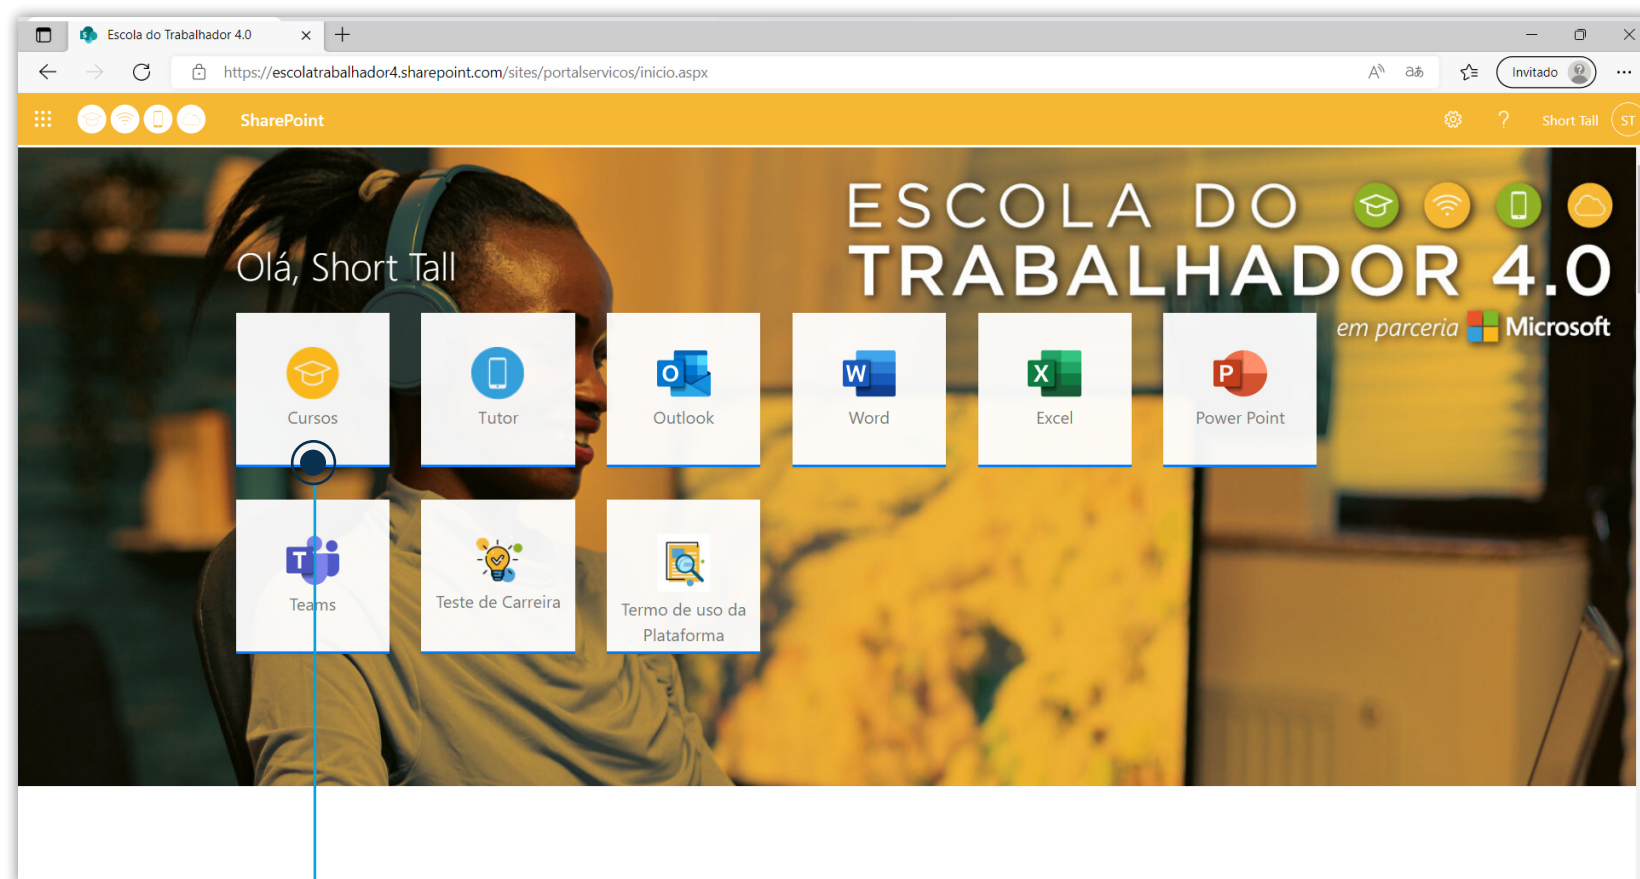 Escola do Trabalhador 4.0
https://escolatrabalhador4.sharepoint.com/sites/portalservicos/inicio.aspx
Invitado
SharePoint
Short Tall
ST
ESCOLA DO
TRABALHADOR 4.0
em parceria Microsoft
Olá, Short Tall
Cursos
Tutor
Outlook
Word
Excel
Power Point
Teams
Teste de Carreira
Termo de uso da
Plataforma